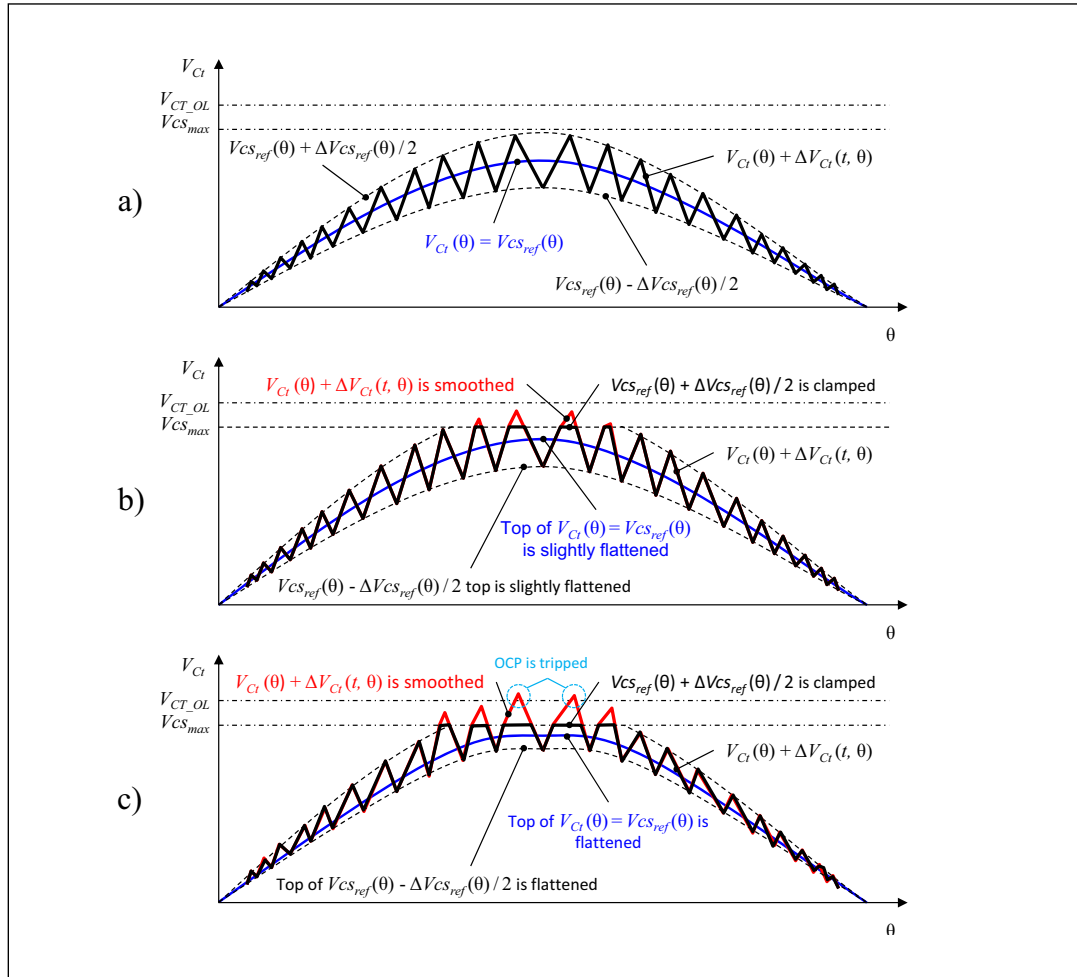 V_Ct
V_CT_OL
Vcs_max
Vcs_ref(θ) + ΔVcs_ref(θ)/2
V_Ct(θ) + ΔV_Ct(t, θ)
a)
V_Ct(θ) = Vcs_ref(θ)
Vcs_ref(θ) - ΔVcs_ref(θ)/2
θ
V_Ct
V_Ct(θ) + ΔV_Ct(t, θ) is smoothed
Vcs_ref(θ) + ΔVcs_ref(θ)/2 is clamped
V_CT_OL
Vcs_max
V_Ct(θ) + ΔV_Ct(t, θ)
b)
Top of V_Ct(θ) = Vcs_ref(θ)
is slightly flattened
Vcs_ref(θ) - ΔVcs_ref(θ)/2 top is slightly flattened
θ
V_Ct
OCP is tripped
V_Ct(θ) + ΔV_Ct(t, θ) is smoothed
Vcs_ref(θ) + ΔVcs_ref(θ)/2 is clamped
V_CT_OL
Vcs_max
V_Ct(θ) + ΔV_Ct(t, θ)
c)
Top of V_Ct(θ) = Vcs_ref(θ) is
flattened
Top of Vcs_ref(θ) - ΔVcs_ref(θ)/2 is flattened
θ